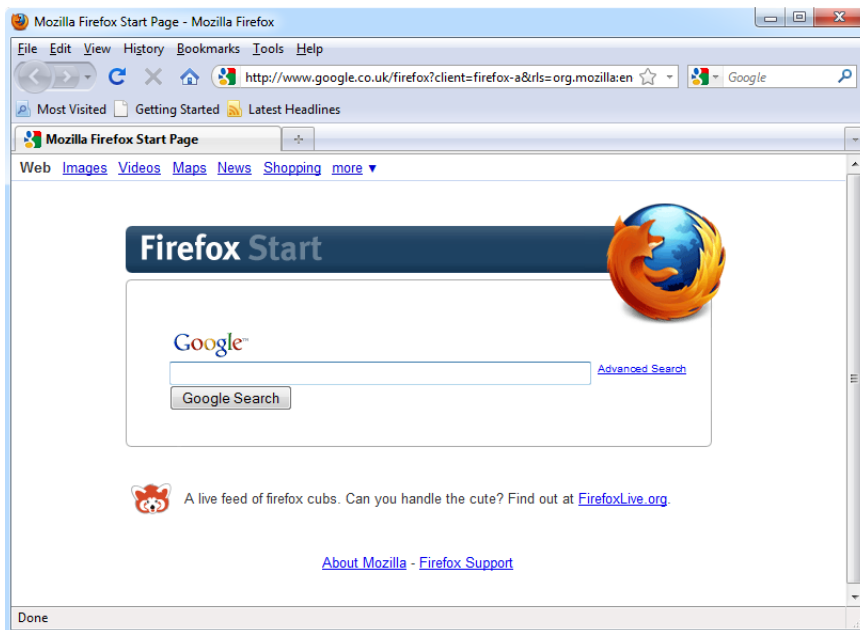 Mozilla Firefox Start Page - Mozilla Firefox
File Edit View History Bookmarks Tools Help
http://www.google.co.uk/firefox?client=firefox-a&rls=org.mozilla:en Google
Most Visited Getting Started Latest Headlines
Mozilla Firefox Start Page
Web Images Videos Maps News Shopping more ▼
Firefox Start
Google™
Advanced Search
Google Search
A live feed of firefox cubs. Can you handle the cute? Find out at FirefoxLive.org.
About Mozilla - Firefox Support
Done